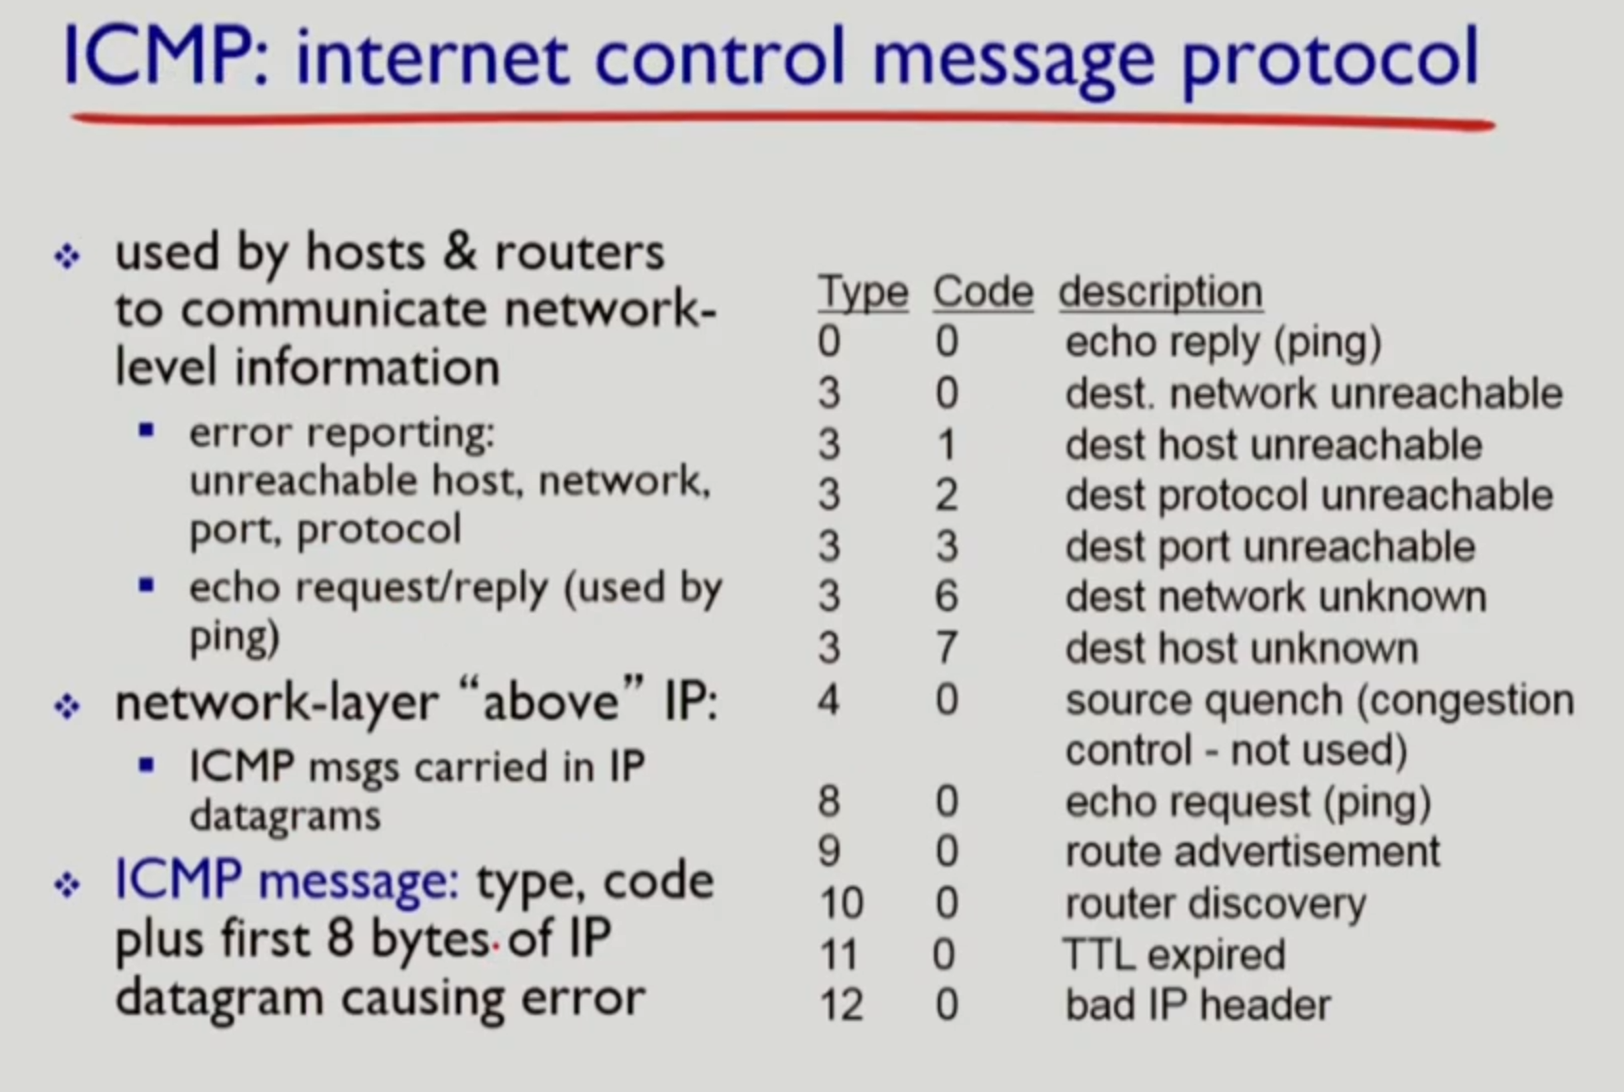 ICMP: internet control message protocol
used by hosts & routers
to communicate network-
level information
error reporting:
unreachable host, network,
port, protocol
echo request/reply (used by
ping)
network-layer “above” IP:
ICMP msgs carried in IP
datagrams
ICMP message: type, code
plus first 8 bytes of IP
datagram causing error
Type Code description
0 0 echo reply (ping)
3 0 dest. network unreachable
3 1 dest host unreachable
3 2 dest protocol unreachable
3 3 dest port unreachable
3 6 dest network unknown
3 7 dest host unknown
4 0 source quench (congestion
control - not used)
8 0 echo request (ping)
9 0 route advertisement
10 0 router discovery
11 0 TTL expired
12 0 bad IP header